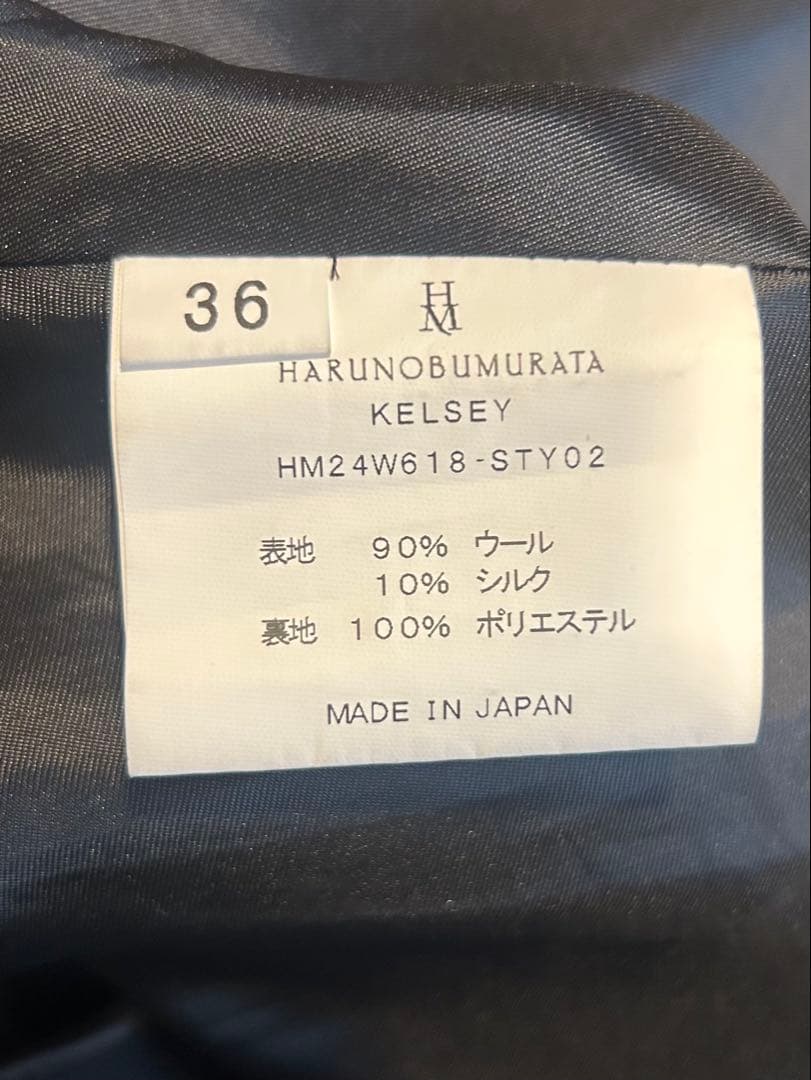 36
HM
HARUNOBUMURATA
KELSEY
HM24W618-STY02
表地 90% ウール
10% シルク
裏地 100% ポリエステル
MADE IN JAPAN